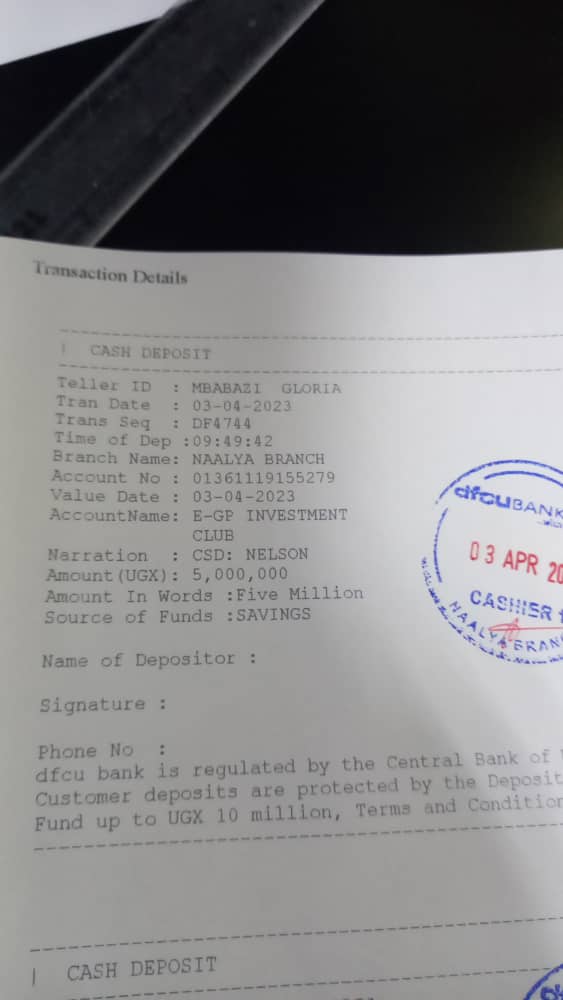 Transaction Details
| CASH DEPOSIT
Teller ID : MBABAZI GLORIA
Tran Date : 03-04-2023
Trans Seq : DF4744
Time of Dep :09:49:42
Branch Name: NAALYA BRANCH
Account No : 01361119155279
Value Date : 03-04-2023
AccountName: E-GP INVESTMENT
CLUB
Narration : CSD: NELSON
Amount(UGX): 5,000,000
Amount In Words :Five Million
Source of Funds :SAVINGS
dfcu BANK
03 APR 20
CASHIER
NAALYA BRAN
Name of Depositor :
Signature :
Phone No :
dfcu bank is regulated by the Central Bank of
Customer deposits are protected by the Deposit
Fund up to UGX 10 million, Terms and Condition
| CASH DEPOSIT